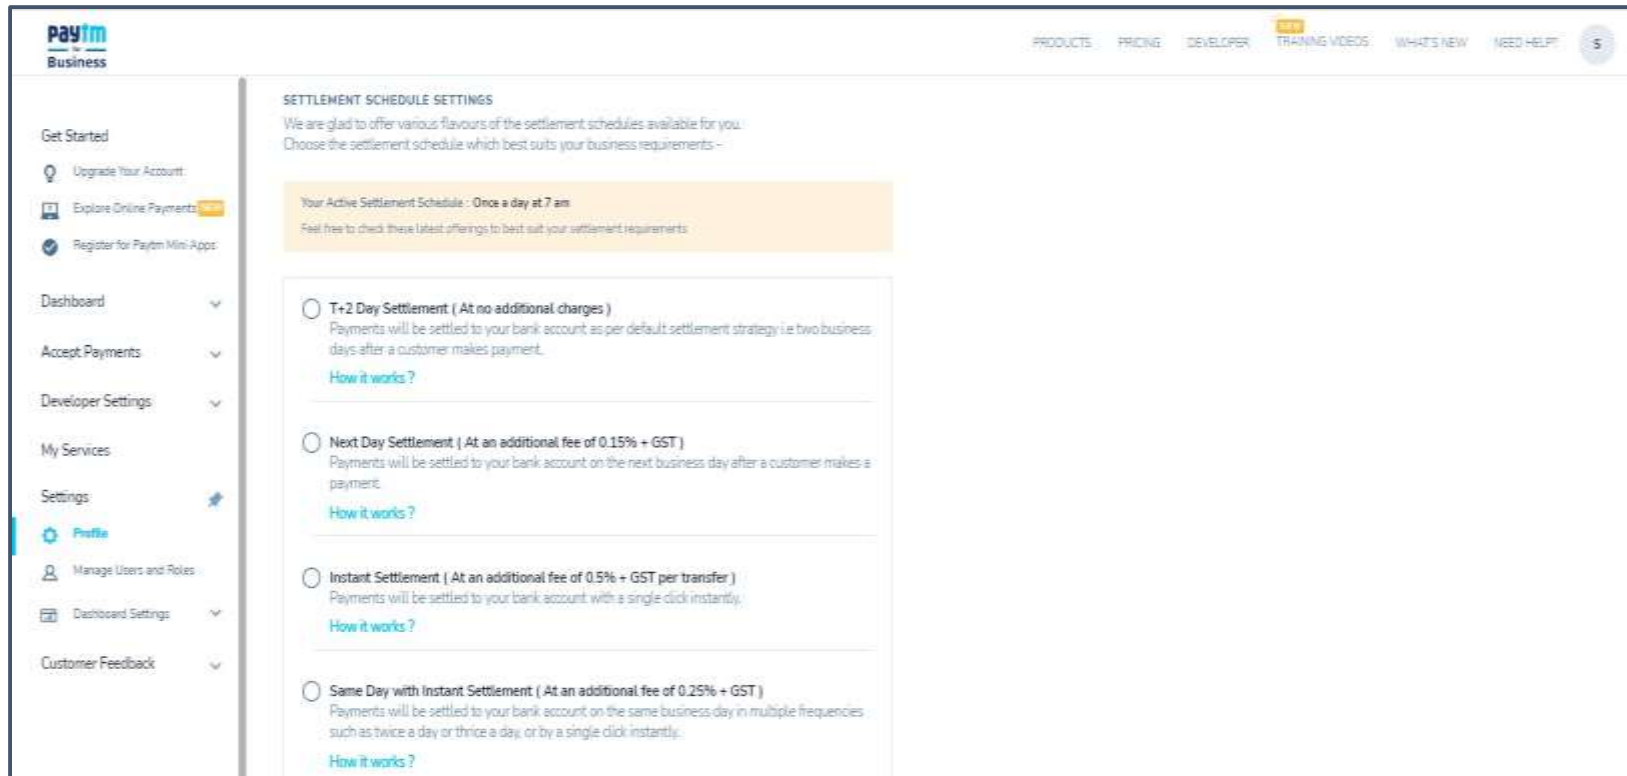 paytm
for
Business
PRODUCTS PRICING DEVELOPER NEW TRAINING VIDEOS WHAT'S NEW NEED HELP? S
Get Started
Upgrade Your Account
Explore Online Payments NEW
Register for Paytm Mini-Apps
Dashboard
Accept Payments
Developer Settings
My Services
Settings
Profile
Manage Users and Roles
Dashboard Settings
Customer Feedback
SETTLEMENT SCHEDULE SETTINGS
We are glad to offer various flavours of the settlement schedules available for you.
Choose the settlement schedule which best suits your business requirements –
Your Active Settlement Schedule : Once a day at 7 am
Feel free to check these latest offerings to best suit your settlement requirements
T+2 Day Settlement ( At no additional charges )
Payments will be settled to your bank account as per default settlement strategy i.e two business
days after a customer makes payment.
How it works ?
Next Day Settlement ( At an additional fee of 0.15% + GST )
Payments will be settled to your bank account on the next business day after a customer makes a
payment.
How it works ?
Instant Settlement ( At an additional fee of 0.5% + GST per transfer )
Payments will be settled to your bank account with a single click instantly.
How it works ?
Same Day with Instant Settlement ( At an additional fee of 0.25% + GST )
Payments will be settled to your bank account on the same business day in multiple frequencies
such as twice a day or thrice a day, or by a single click instantly.
How it works ?